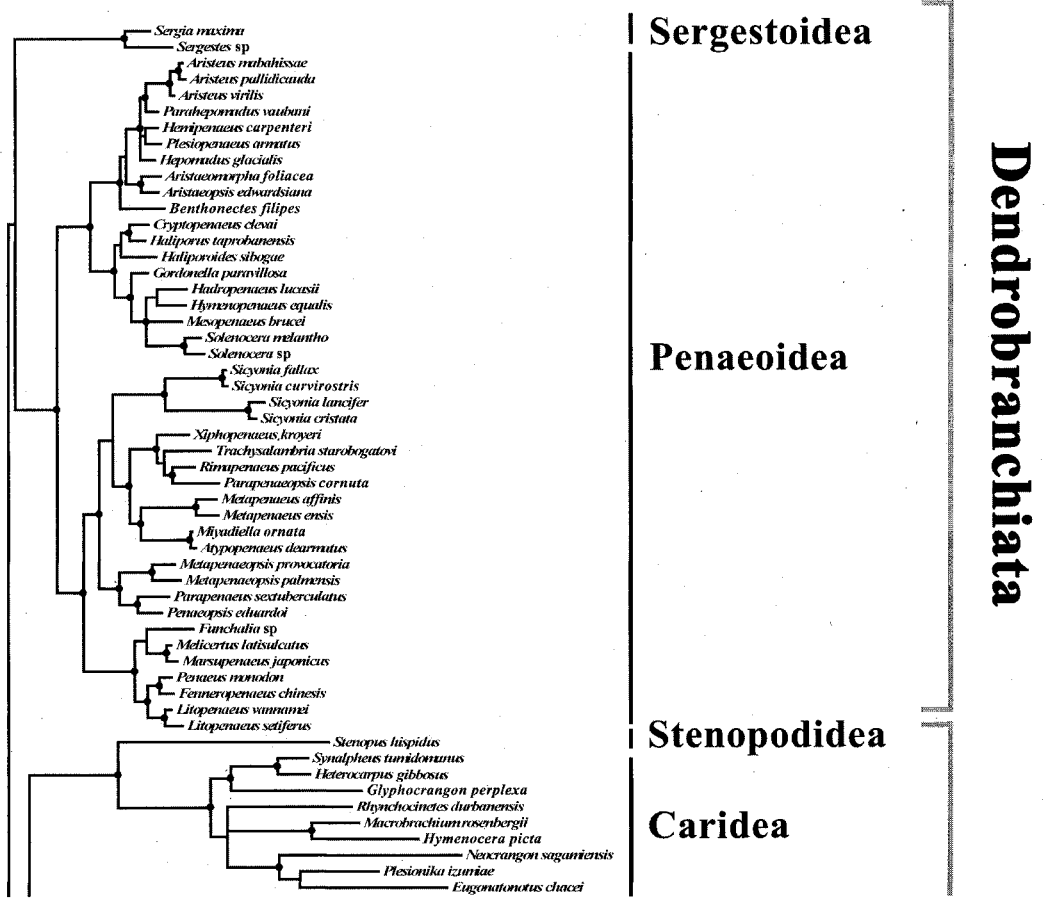 Sergia maxima
Sergestes sp
Aristeus mabahissae
Aristeus pallidicauda
Aristeus virilis
Parahepomadus vaubani
Hemipenaeus carpenteri
Plesiopenaeus armatus
Hepomadus glacialis
Aristaeomorpha foliacea
Aristaeopsis edwardsiana
Benthonectes filipes
Cryptopenaeus clevai
Haliporus taprobanensis
Haliporoides sibogae
Gordonella paravillosa
Hadropenaeus lucasii
Hymenopenaeus equalis
Mesopenaeus brucei
Solenocera melantho
Solenocera sp
Sicyonia fallax
Sicyonia curvirostris
Sicyonia lancifer
Sicyonia cristata
Xiphopenaeus kroyeri
Trachysalambria starobogatovi
Rimapenaeus pacificus
Parapenaeopsis cornuta
Metapenaeus affinis
Metapenaeus ensis
Miyadiella ornata
Atypopenaeus dearmatus
Metapenaeopsis provocatoria
Metapenaeopsis palmensis
Parapenaeus sextuberculatus
Penaeopsis eduardoi
Funchalia sp
Melicertus latisulcatus
Marsupenaeus japonicus
Penaeus monodon
Fenneropenaeus chinesis
Litopenaeus vannamei
Litopenaeus setiferus
Stenopus hispidus
Synalpheus tumidomanus
Heterocarpus gibbosus
Glyphocrangon perplexa
Rhynchocinetes durbanensis
Macrobrachium rosenbergii
Hymenocera picta
Neocrangon sagamiensis
Plesionika izumiae
Eugonatonotus chacei
Sergestoidea
Penaeoidea
Stenopodidea
Caridea
Dendrobranchiata